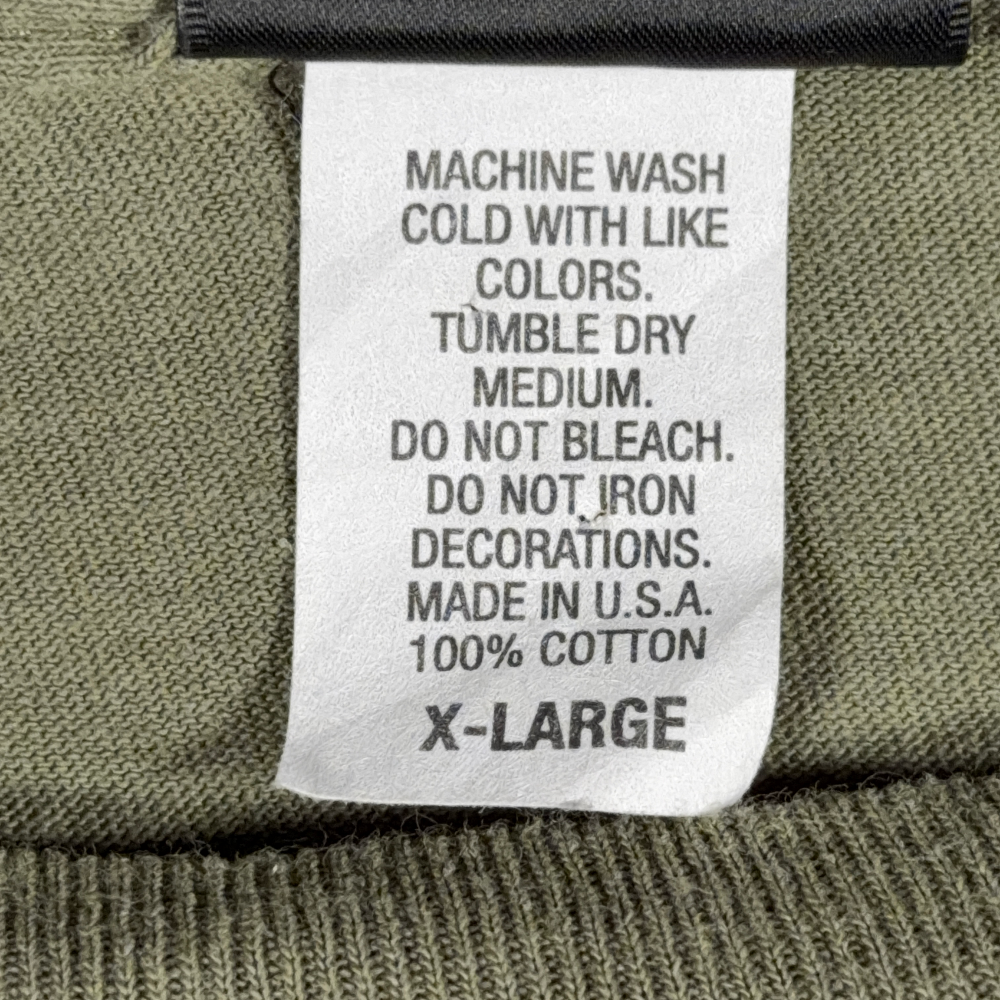 MACHINE WASH
COLD WITH LIKE
COLORS.
TUMBLE DRY
MEDIUM.
DO NOT BLEACH.
DO NOT IRON
DECORATIONS.
MADE IN U.S.A.
100% COTTON
X-LARGE